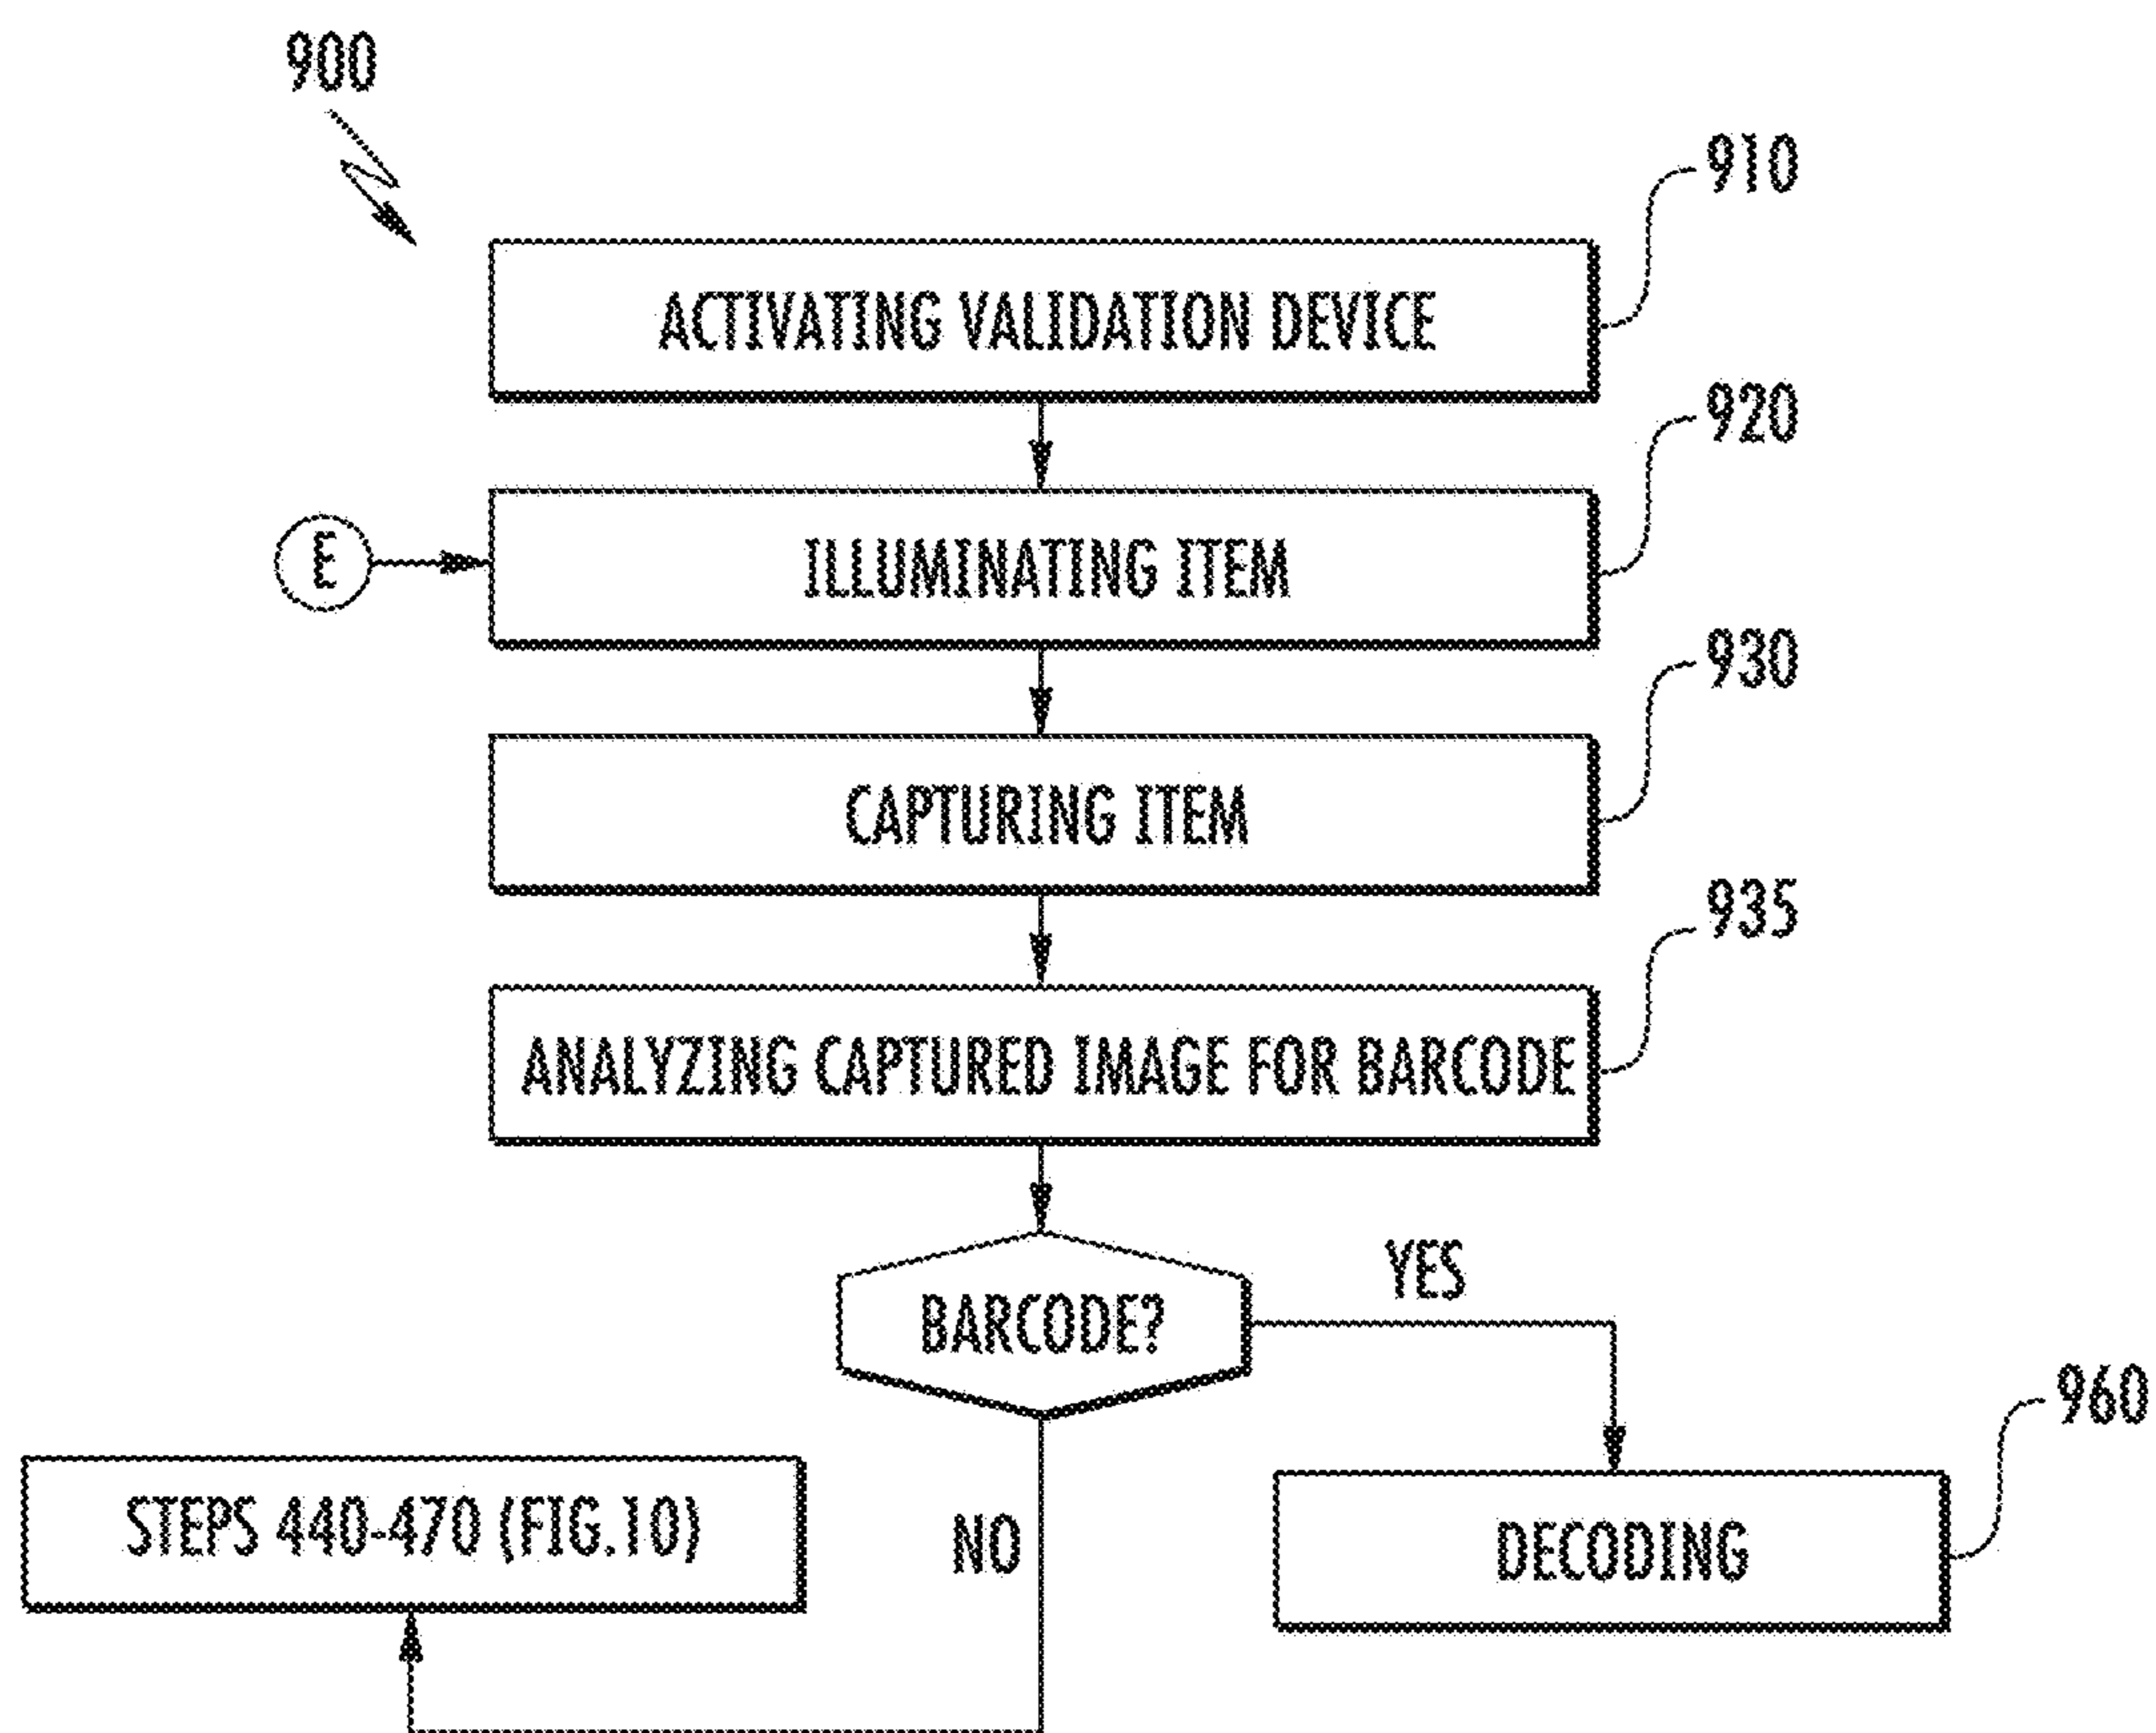 900
910
ACTIVATING VALIDATION DEVICE
920
E
ILLUMINATING ITEM
930
CAPTURING ITEM
935
ANALYZING CAPTURED IMAGE FOR BARCODE
BARCODE?
YES
960
STEPS 440-470 (FIG.10)
NO
DECODING